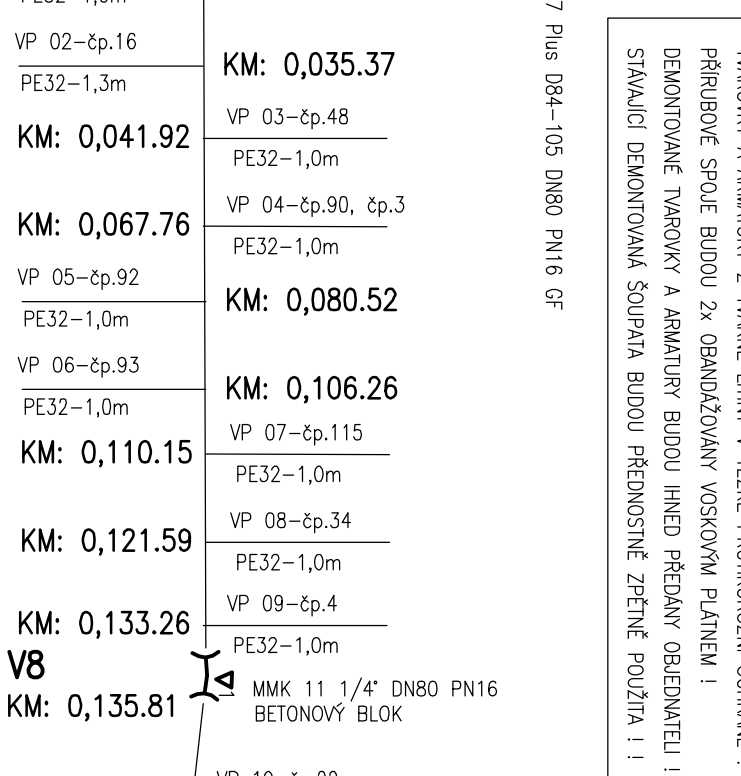 VP 02-čp.16
PE32-1,3m
KM: 0,035.37
VP 03-čp.48
KM: 0,041.92
PE32-1,0m
VP 04-čp.90, čp.3
KM: 0,067.76
PE32-1,0m
VP 05-čp.92
KM: 0,080.52
PE32-1,0m
VP 06-čp.93
KM: 0,106.26
PE32-1,0m
VP 07-čp.115
KM: 0,110.15
PE32-1,0m
VP 08-čp.34
KM: 0,121.59
PE32-1,0m
VP 09-čp.4
KM: 0,133.26
PE32-1,0m
V8
KM: 0,135.81
MMK 11 1/4° DN80 PN16
BETONOVÝ BLOK
7 Plus D84-105 DN80 PN16 GF
PŘÍRUBOVÉ SPOJE BUDOU 2x OBANDÁŽOVÁNY VOSKOVÝM PLÁTNEM !
DEMONTOVANÉ TVAROVKY A ARMATURY BUDOU IHNED PŘEDÁNY OBJEDNATELI !
STÁVAJÍCÍ DEMONTOVANÁ ŠOUPATA BUDOU PŘEDNOSTNĚ ZPĚTNĚ POUŽITA ! !